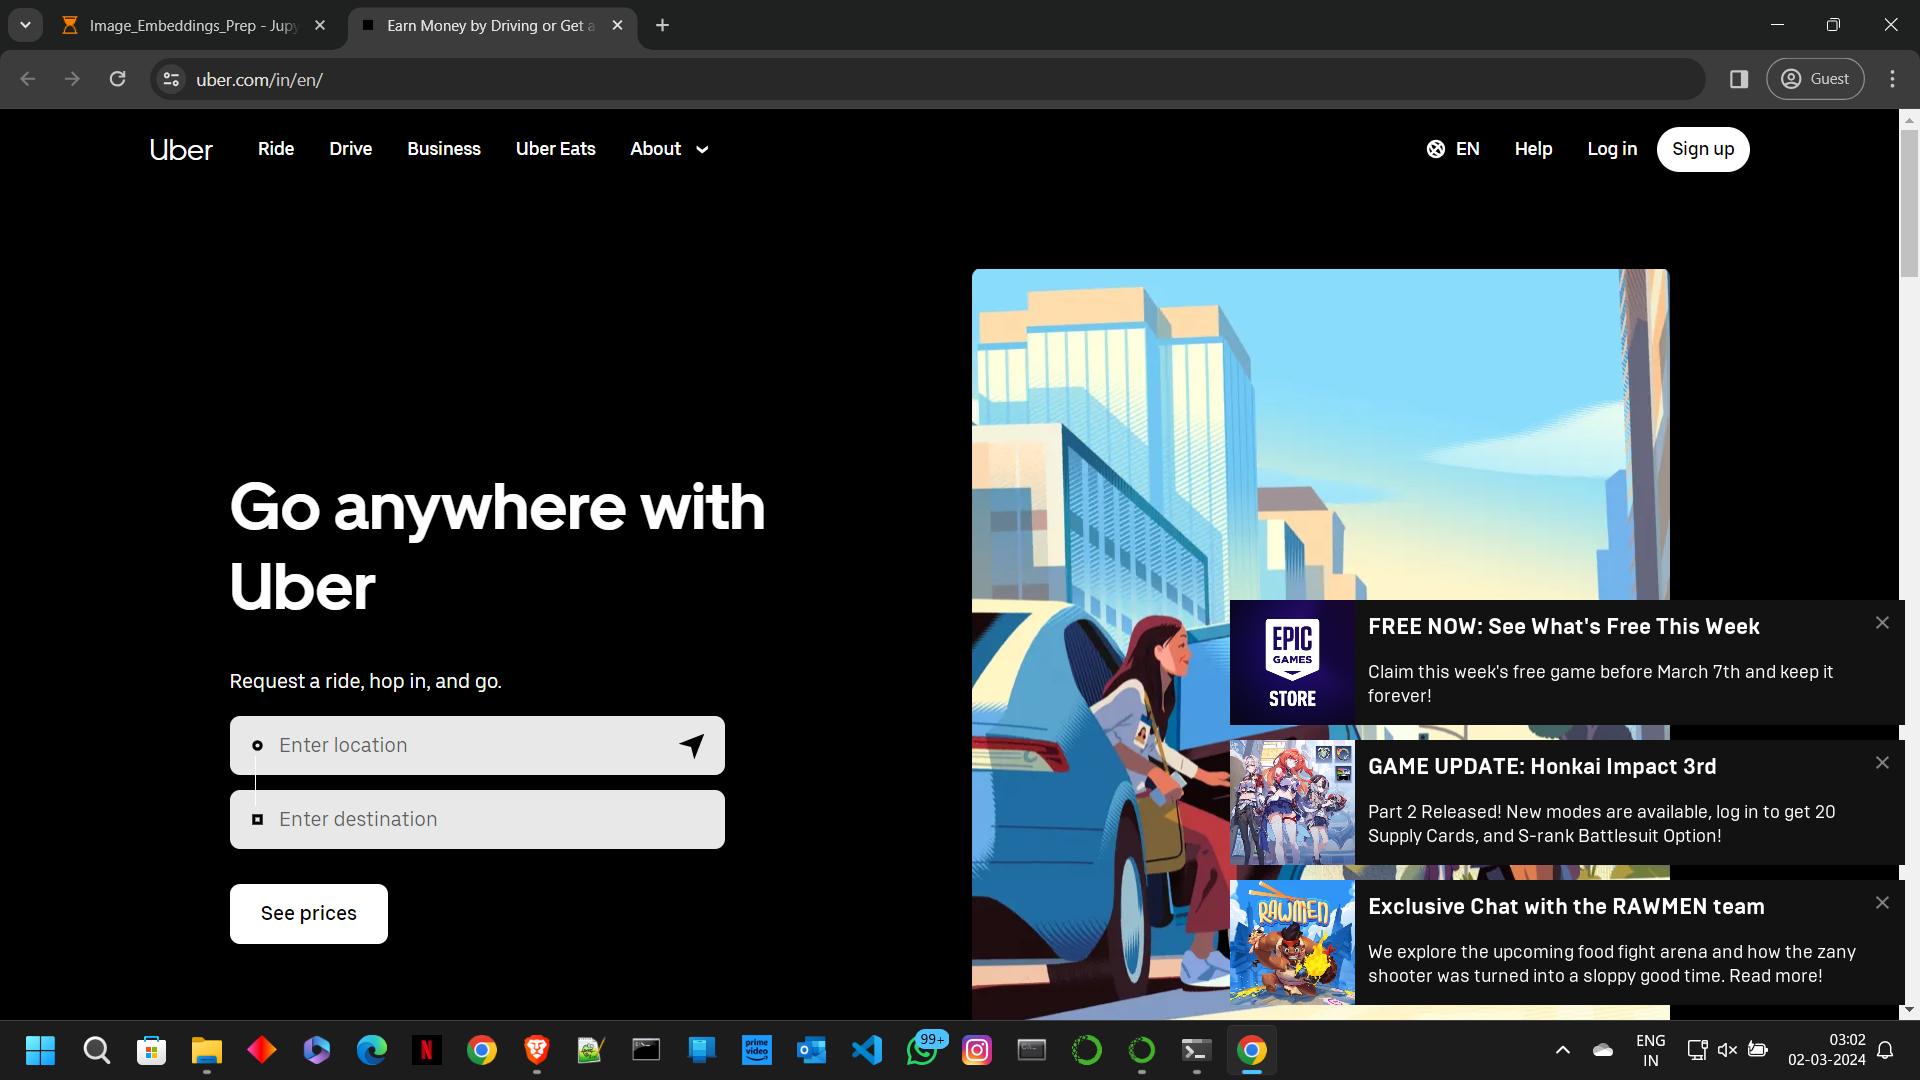 Image_Embeddings_Prep - Jupy
Earn Money by Driving or Get a
uber.com/in/en/
Guest
Uber
Ride
Drive
Business
Uber Eats
About
EN
Help
Log in
Sign up
Go anywhere with
Uber
Request a ride, hop in, and go.
Enter location
Enter destination
See prices
EPIC
GAMES
STORE
FREE NOW: See What's Free This Week
Claim this week's free game before March 7th and keep it
forever!
GAME UPDATE: Honkai Impact 3rd
Part 2 Released! New modes are available, log in to get 20
Supply Cards, and S-rank Battlesuit Option!
RAWMEN
Exclusive Chat with the RAWMEN team
We explore the upcoming food fight arena and how the zany
shooter was turned into a sloppy good time. Read more!
N
prime
video
99+
ENG
IN
03:02
02-03-2024